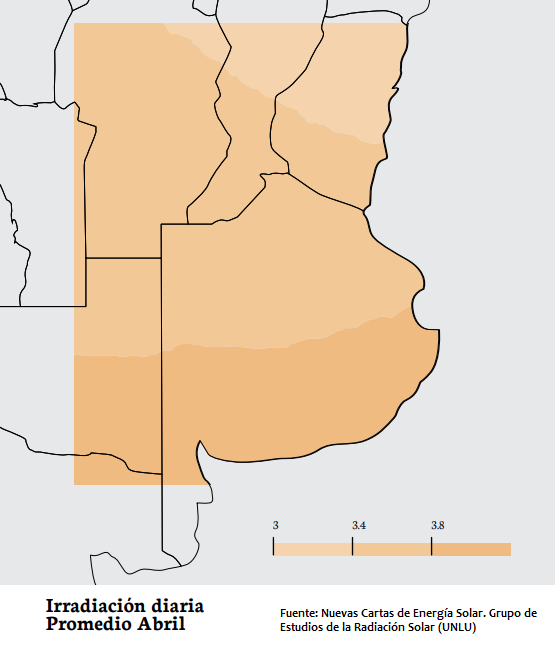 3 3.4 3.8
Irradiación diaria
Promedio Abril
Fuente: Nuevas Cartas de Energía Solar. Grupo de
Estudios de la Radiación Solar (UNLU)